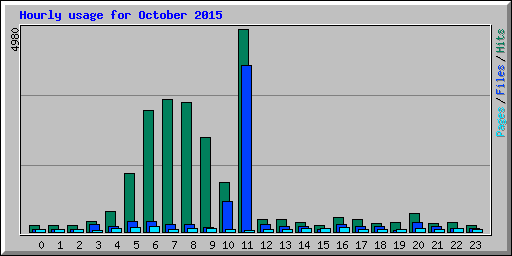 Hourly usage for October 2015
4980
Pages/Files/Hits
0 1 2 3 4 5 6 7 8 9 10 11 12 13 14 15 16 17 18 19 20 21 22 23